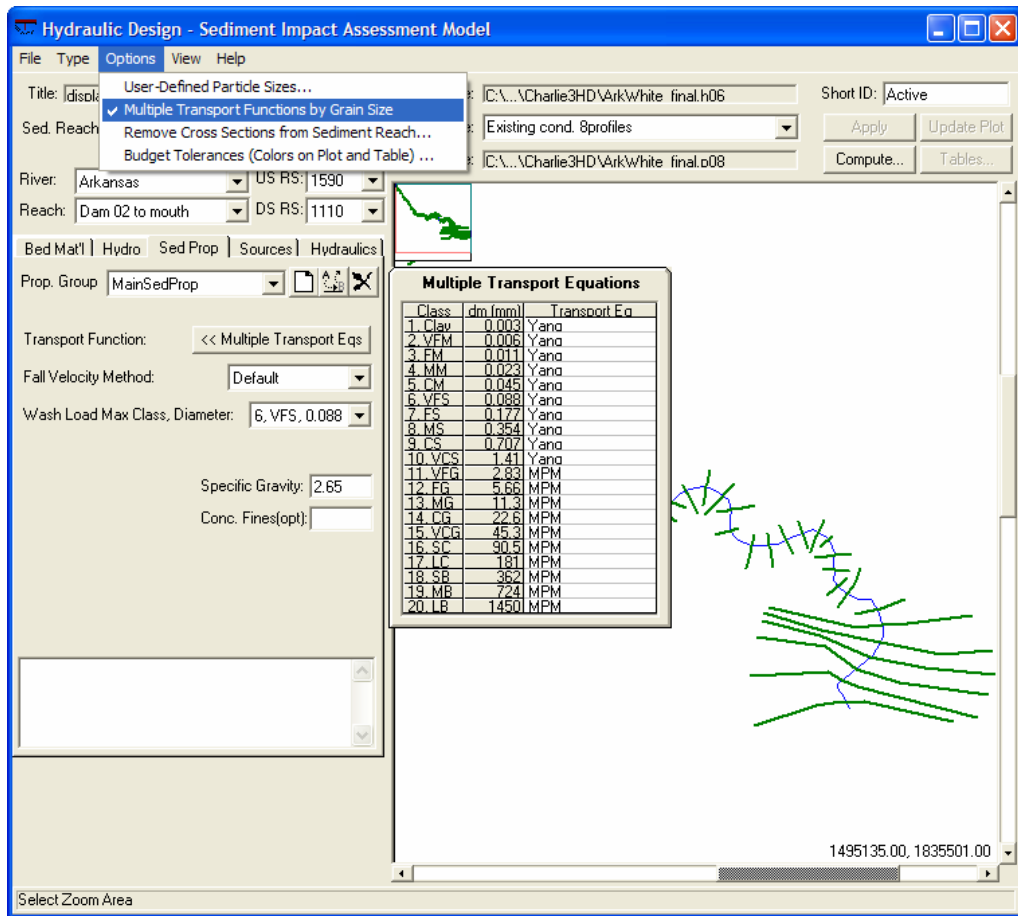 Hydraulic Design - Sediment Impact Assessment Model
File Type Options View Help
User-Defined Particle Sizes...
Multiple Transport Functions by Grain Size
Remove Cross Sections from Sediment Reach...
Budget Tolerances (Colors on Plot and Table) ...
Title: displa
C:\...\Charlie3HD\ArkWhite final.h06
Short ID: Active
Sed. Reach
Existing cond. 8profiles
Apply Update Plot
C:\...\Charlie3HD\ArkWhite final.p08
Compute... Tables...
River: Arkansas US RS: 1590
Reach: Dam 02 to mouth DS RS: 1110
Bed Mat'l Hydro Sed Prop Sources Hydraulics
Prop. Group MainSedProp
Transport Function: << Multiple Transport Eqs
Fall Velocity Method: Default
Wash Load Max Class, Diameter: 6, VFS, 0.088
Specific Gravity: 2.65
Conc. Fines(opt):
Multiple Transport Equations
Class dm (mm) Transport Eq
1. Clay 0.003 Yang
2. VFM 0.006 Yang
3. FM 0.011 Yang
4. MM 0.023 Yang
5. CM 0.045 Yang
6. VFS 0.088 Yang
7. FS 0.177 Yang
8. MS 0.354 Yang
9. CS 0.707 Yang
10. VCS 1.41 Yang
11. VFG 2.83 MPM
12. FG 5.66 MPM
13. MG 11.3 MPM
14. CG 22.6 MPM
15. VCG 45.3 MPM
16. SC 90.5 MPM
17. LC 181 MPM
18. SB 362 MPM
19. MB 724 MPM
20. LB 1450 MPM
1495135.00, 1835501.00
Select Zoom Area